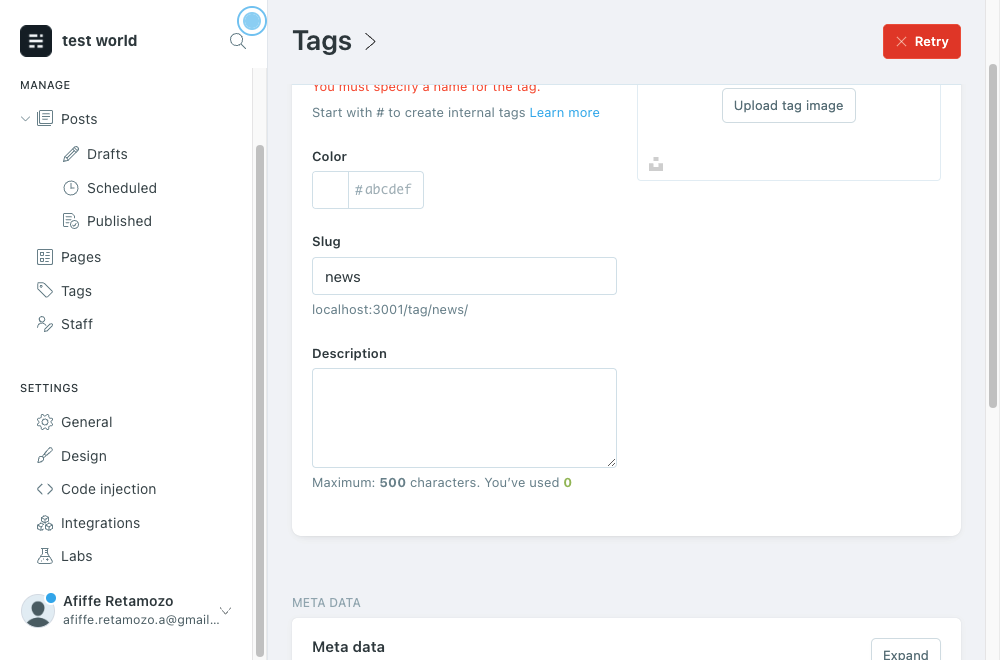 test world
MANAGE
Posts
Drafts
Scheduled
Published
Pages
Tags
Staff
SETTINGS
General
Design
Code injection
Integrations
Labs
Afiffe Retamozo
afiffe.retamozo.a@gmail...
Tags
Retry
You must specify a name for the tag.
Start with # to create internal tags Learn more
Upload tag image
Color
#abcdef
Slug
news
localhost:3001/tag/news/
Description
Maximum: 500 characters. You’ve used 0
META DATA
Meta data
Expand